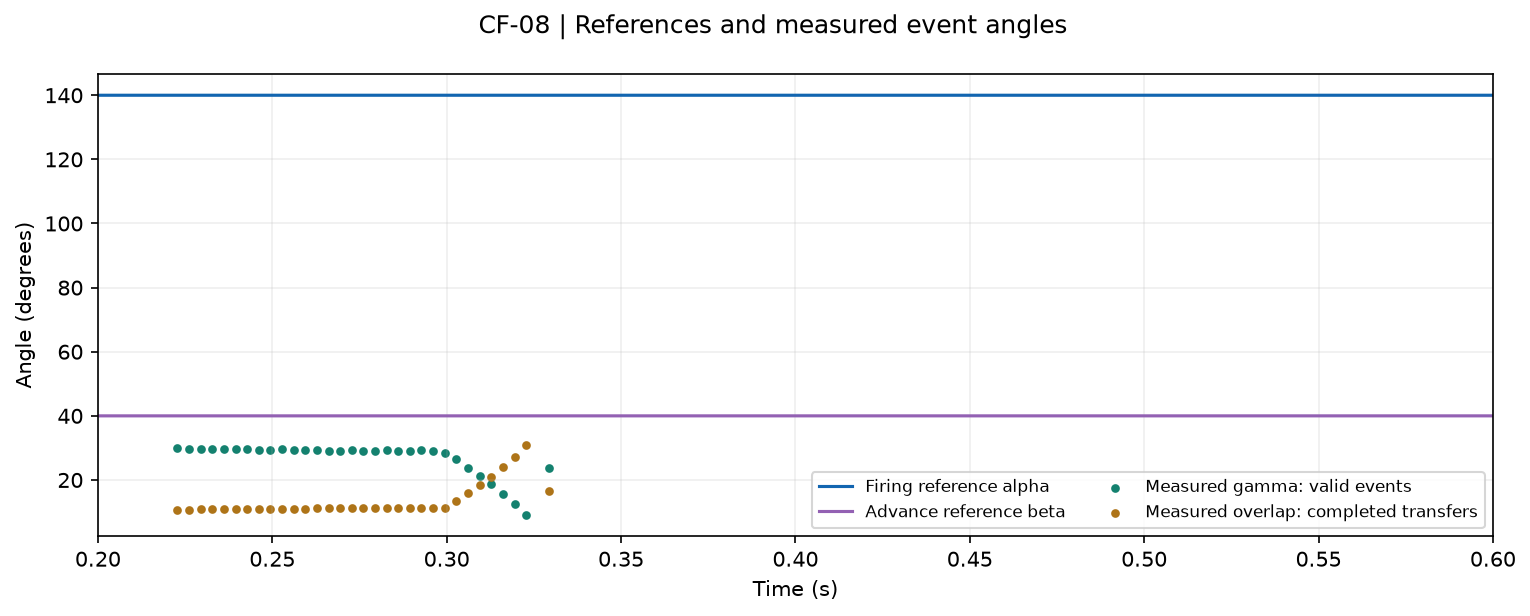 CF-08 | References and measured event angles
140
120
100
80
60
40
20
Angle (degrees)
Firing reference alpha
Advance reference beta
Measured gamma: valid events
Measured overlap: completed transfers
0.20 0.25 0.30 0.35 0.40 0.45 0.50 0.55 0.60
Time (s)